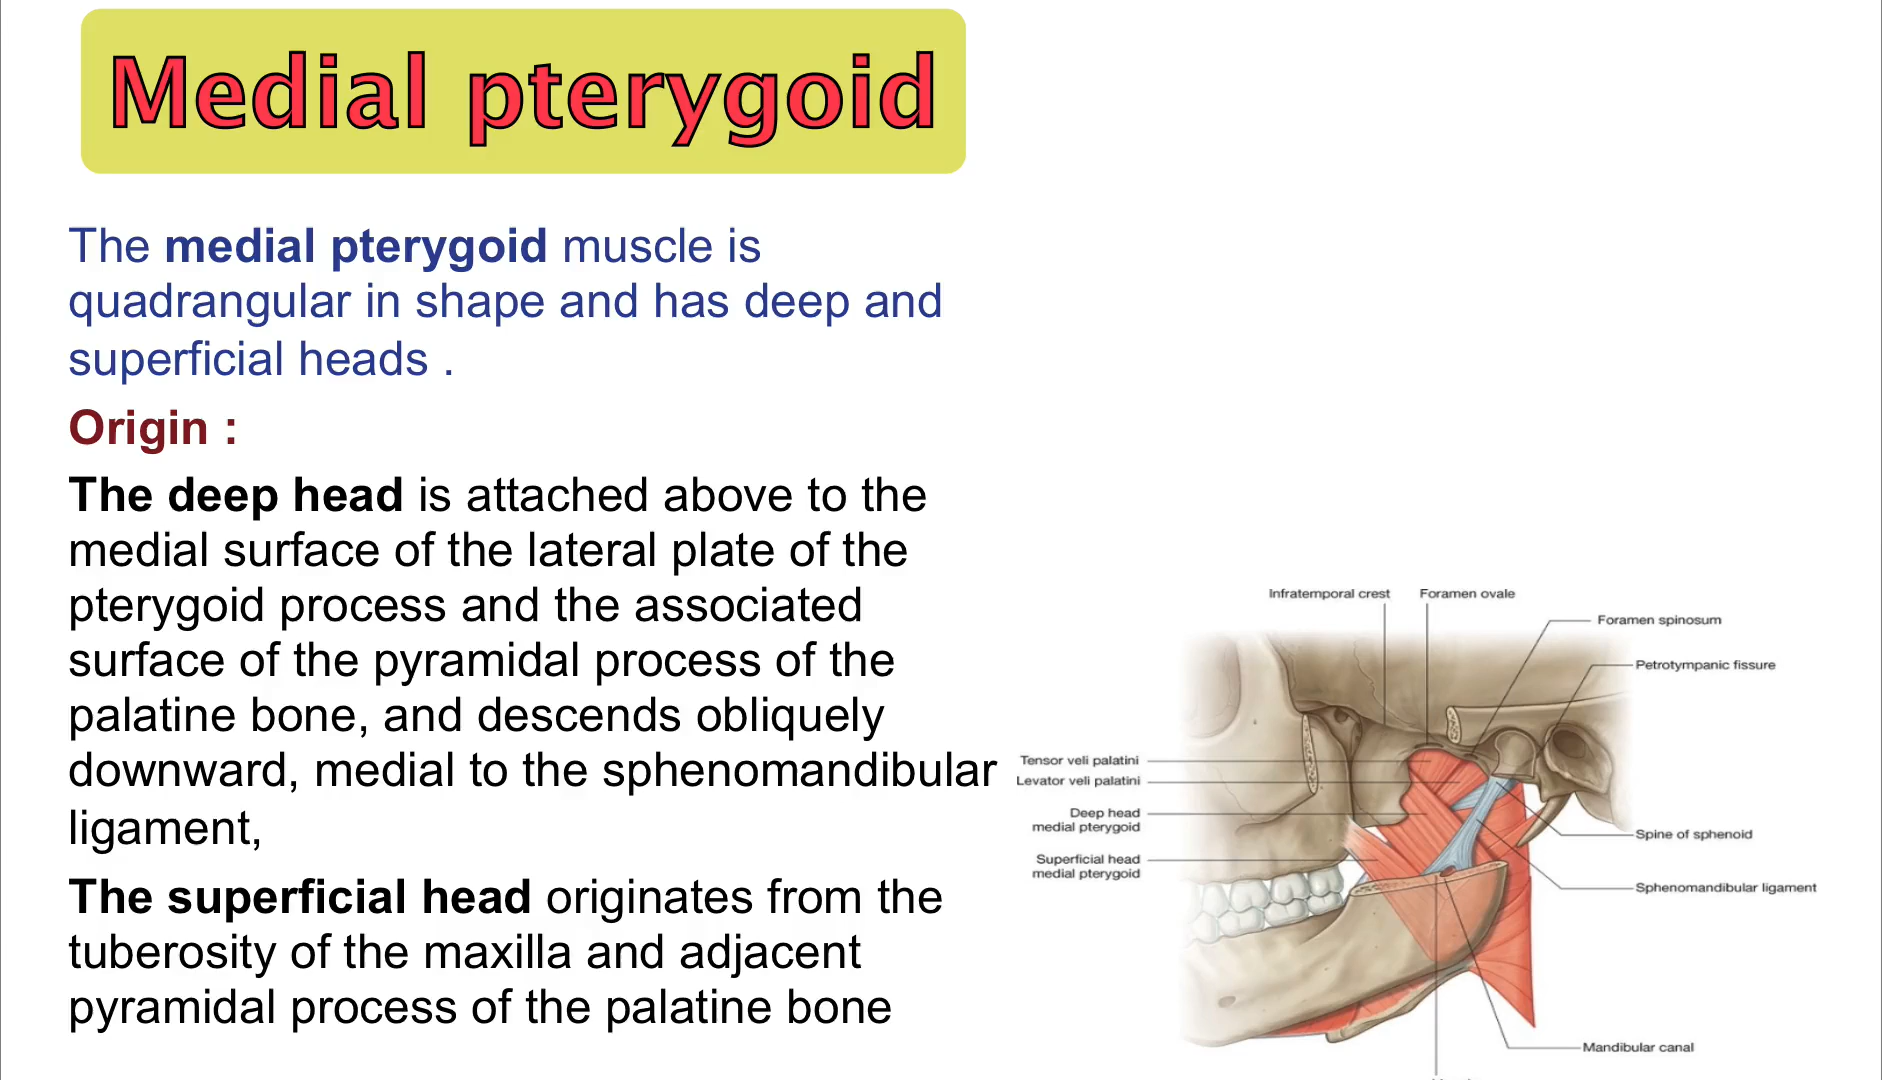 Medial pterygoid
The medial pterygoid muscle is
quadrangular in shape and has deep and
superficial heads .
Origin :
The deep head is attached above to the
medial surface of the lateral plate of the
pterygoid process and the associated
surface of the pyramidal process of the
palatine bone, and descends obliquely
downward, medial to the sphenomandibular
ligament,
The superficial head originates from the
tuberosity of the maxilla and adjacent
pyramidal process of the palatine bone
Infratemporal crest
Foramen ovale
Foramen spinosum
Petrotympanic fissure
Tensor veli palatini
Levator veli palatini
Deep head
medial pterygoid
Superficial head
medial pterygoid
Spine of sphenoid
Sphenomandibular ligament
Mandibular canal